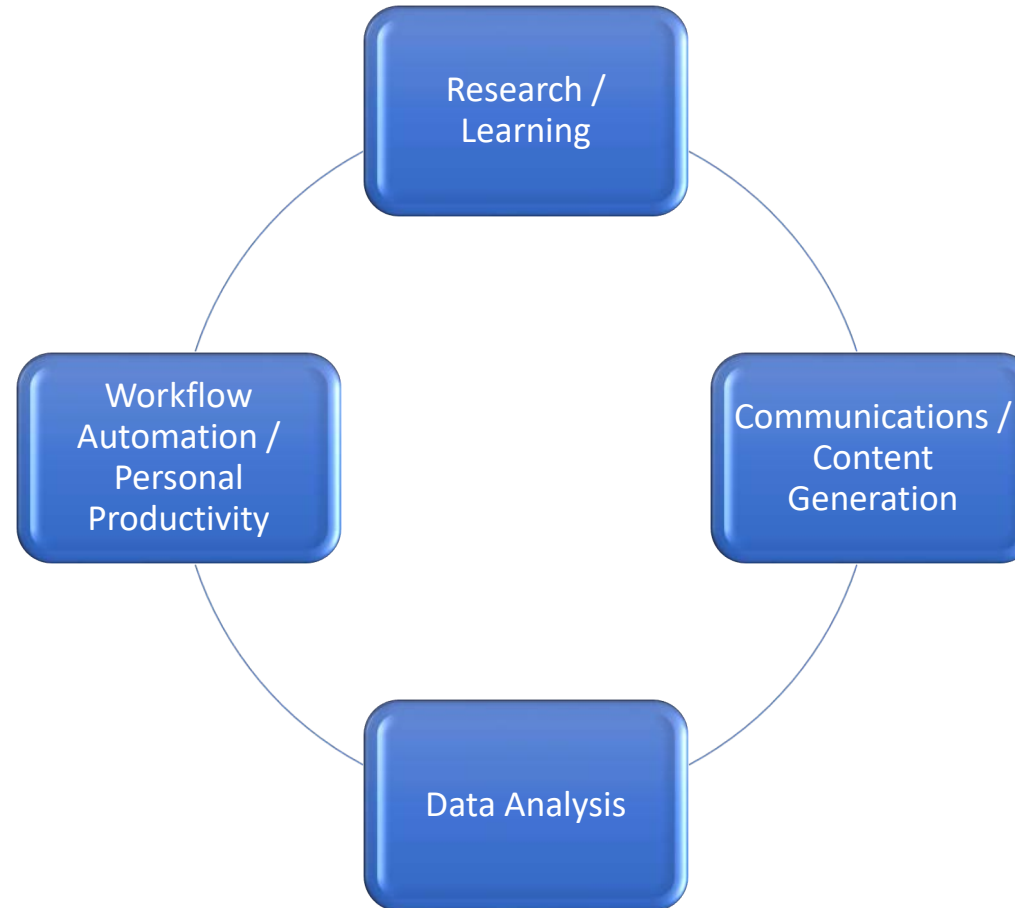 Research /
Learning
Workflow
Automation /
Personal
Productivity
Communications /
Content
Generation
Data Analysis